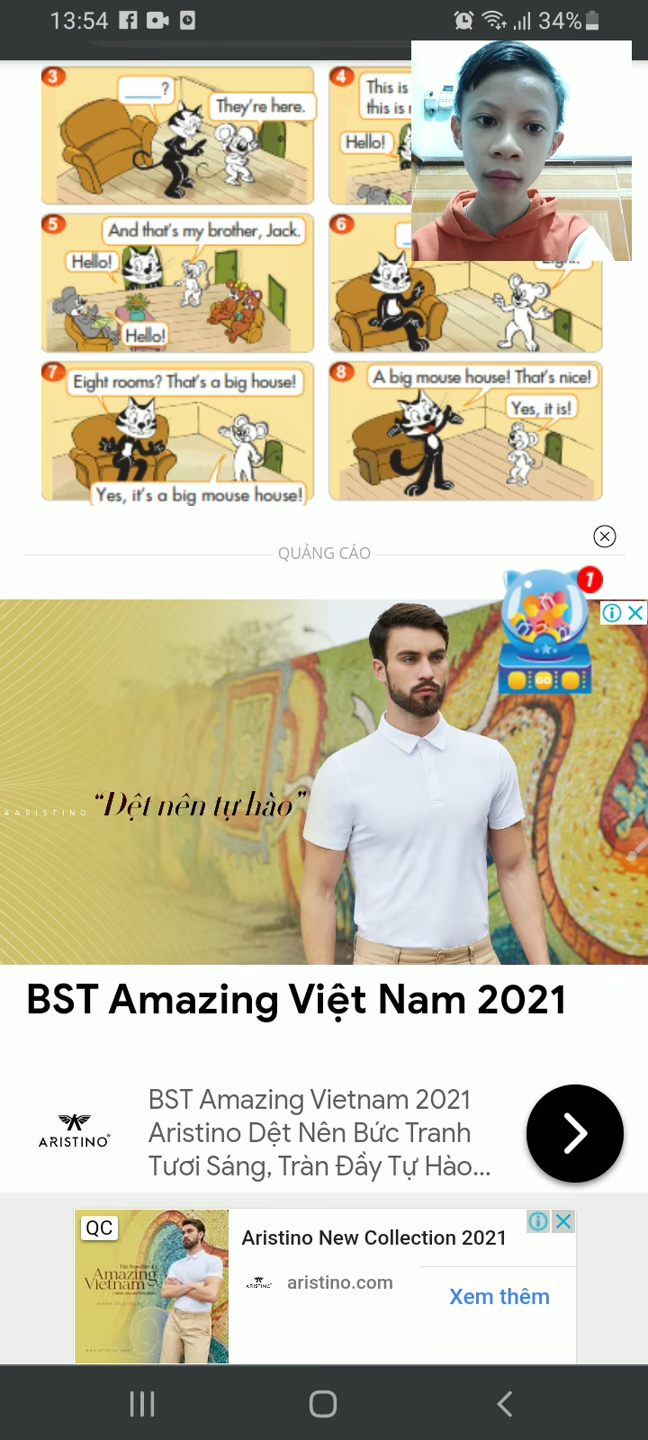 13:54
34%
3
____?
They're here.
4
This is
this is
Hello!
5
And that's my brother, Jack.
Hello!
Hello!
6
7
Eight rooms? That's a big house!
Yes, it's a big mouse house!
8
A big mouse house! That's nice!
Yes, it is!
QUẢNG CÁO
1
GO
#ARISTINO
“Dệt nên tự hào”
BST Amazing Việt Nam 2021
ARISTINO
BST Amazing Vietnam 2021
Aristino Dệt Nên Bức Tranh
Tươi Sáng, Tràn Đầy Tự Hào...
QC
Amazing
Vietnam
Aristino New Collection 2021
aristino.com
Xem thêm